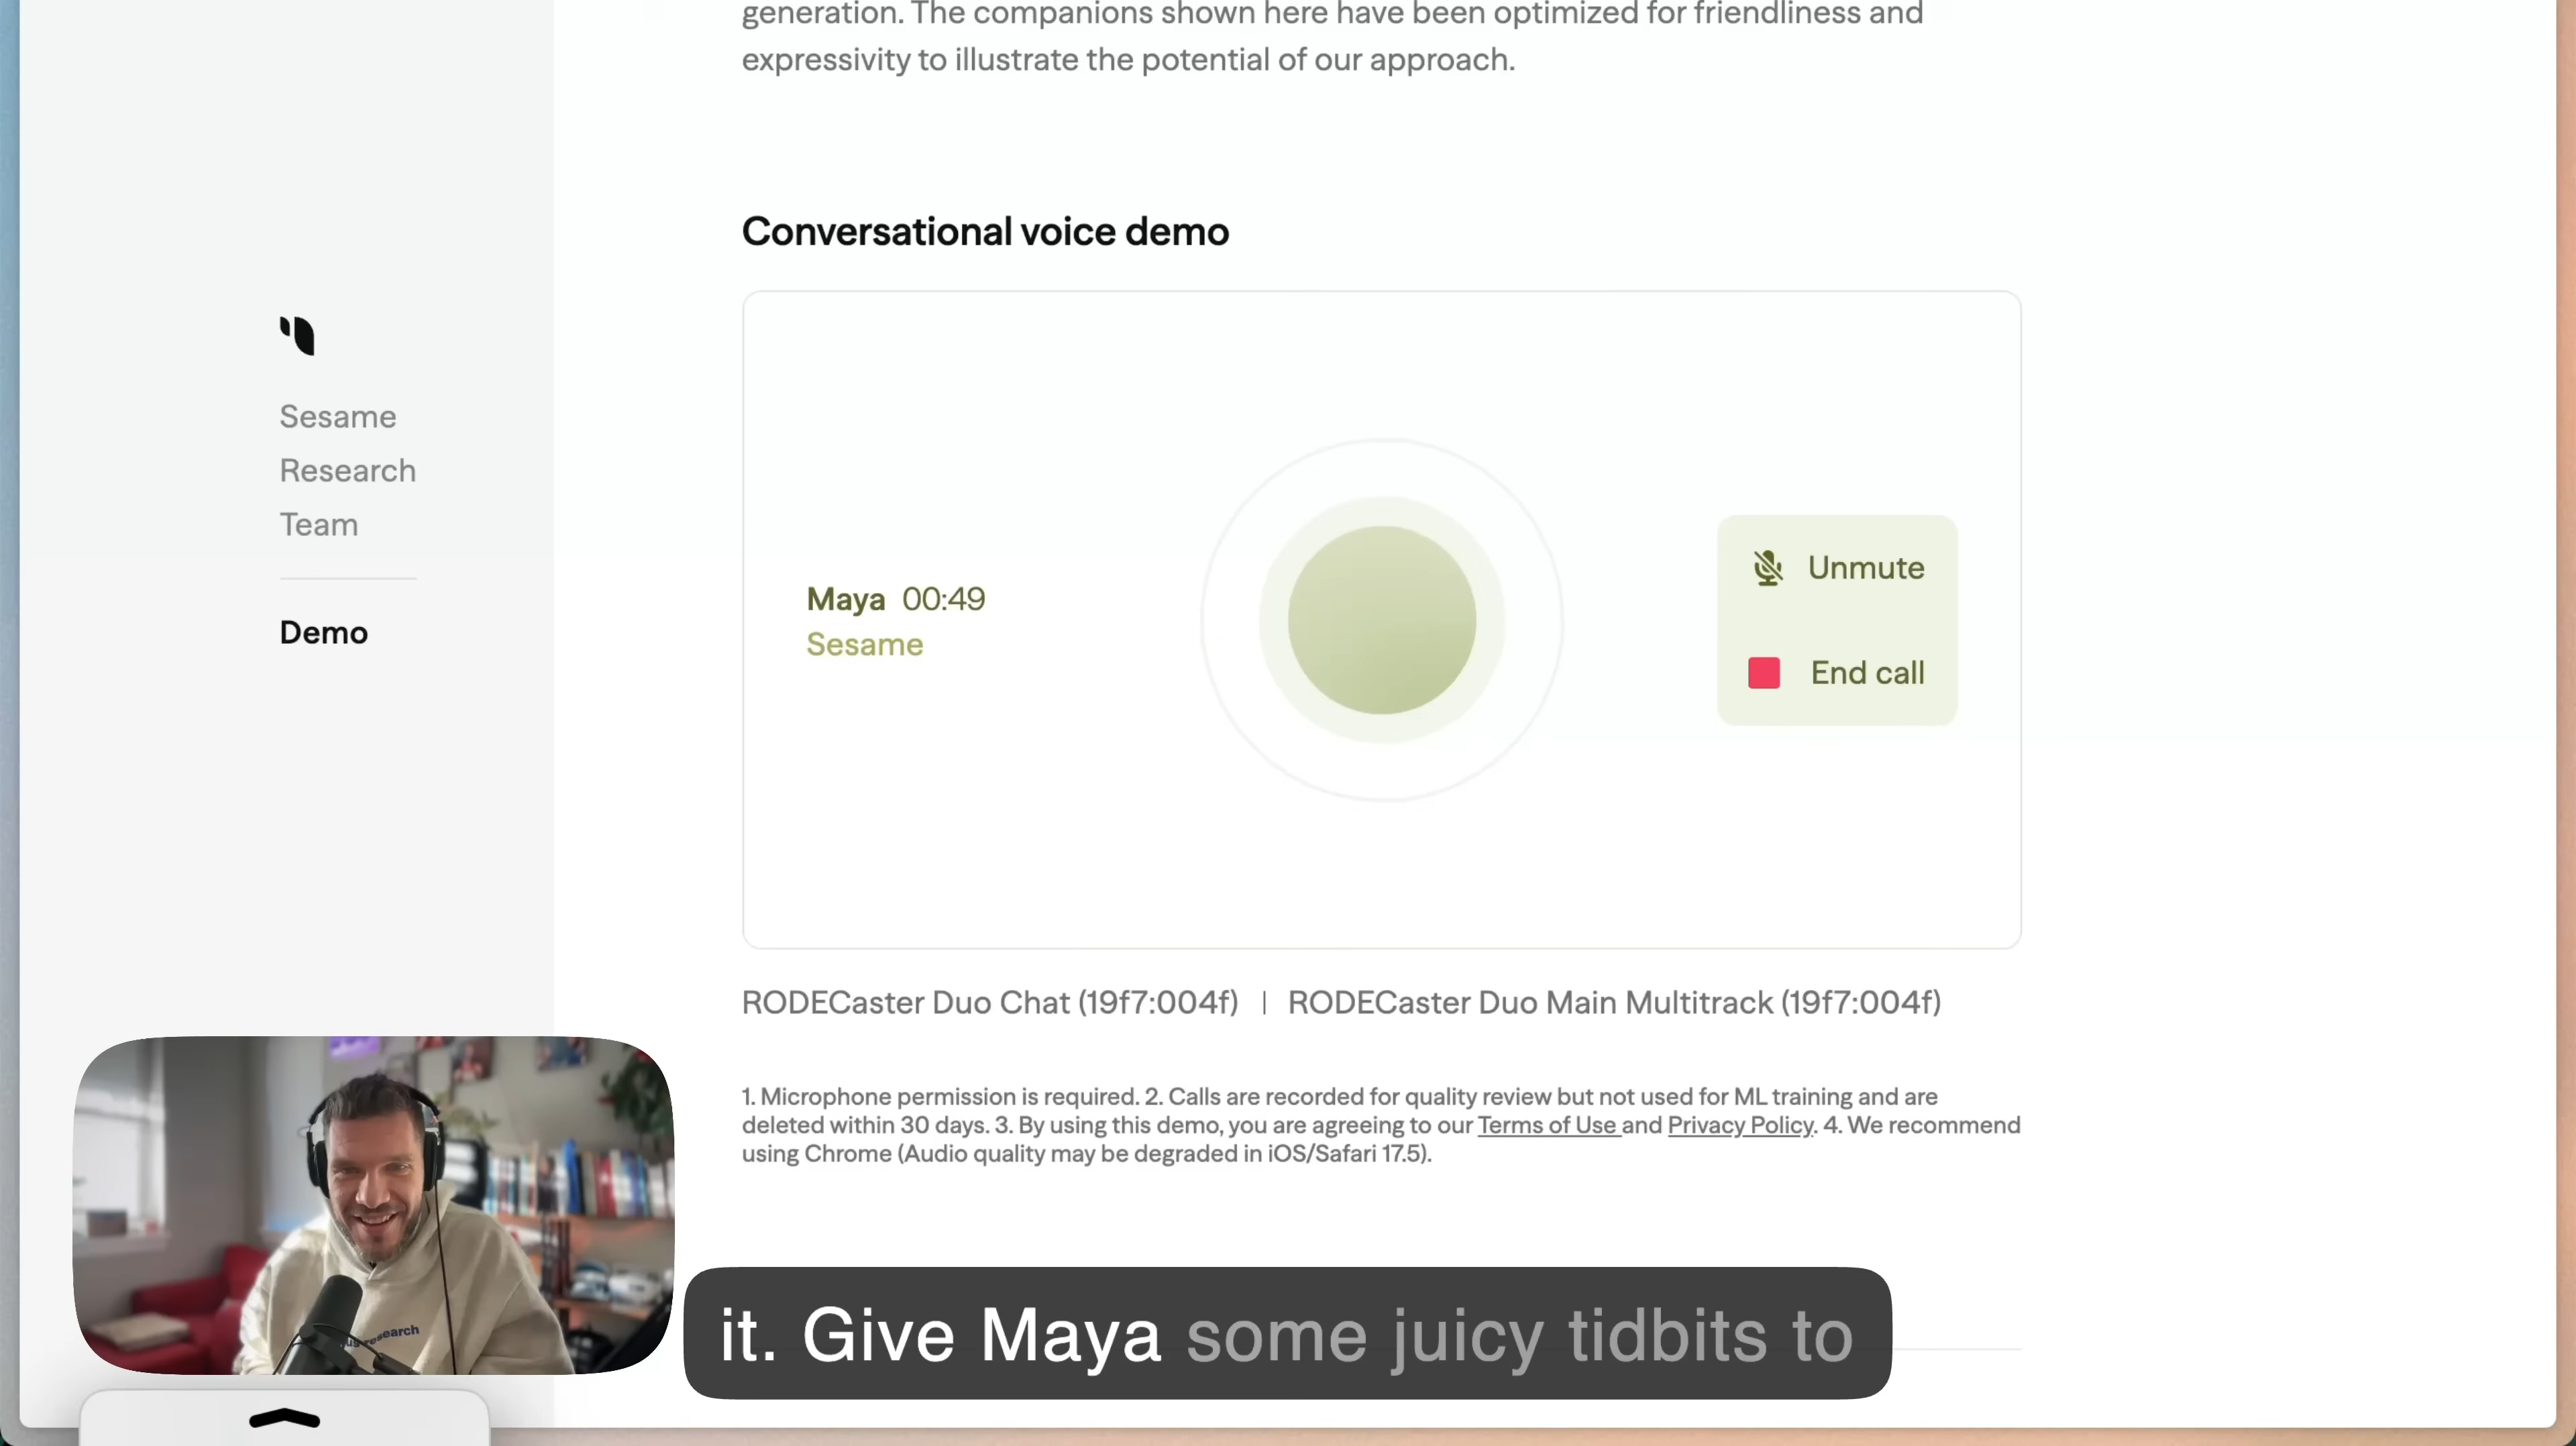 generation. The companions shown here have been optimized for friendliness and
expressivity to illustrate the potential of our approach.
Conversational voice demo
Sesame
Research
Team
Demo
Maya 00:49
Sesame
Unmute
End call
RODECaster Duo Chat (19f7:004f) | RODECaster Duo Main Multitrack (19f7:004f)
1. Microphone permission is required. 2. Calls are recorded for quality review but not used for ML training and are
deleted within 30 days. 3. By using this demo, you are agreeing to our Terms of Use and Privacy Policy. 4. We recommend
using Chrome (Audio quality may be degraded in iOS/Safari 17.5).
it. Give Maya some juicy tidbits to